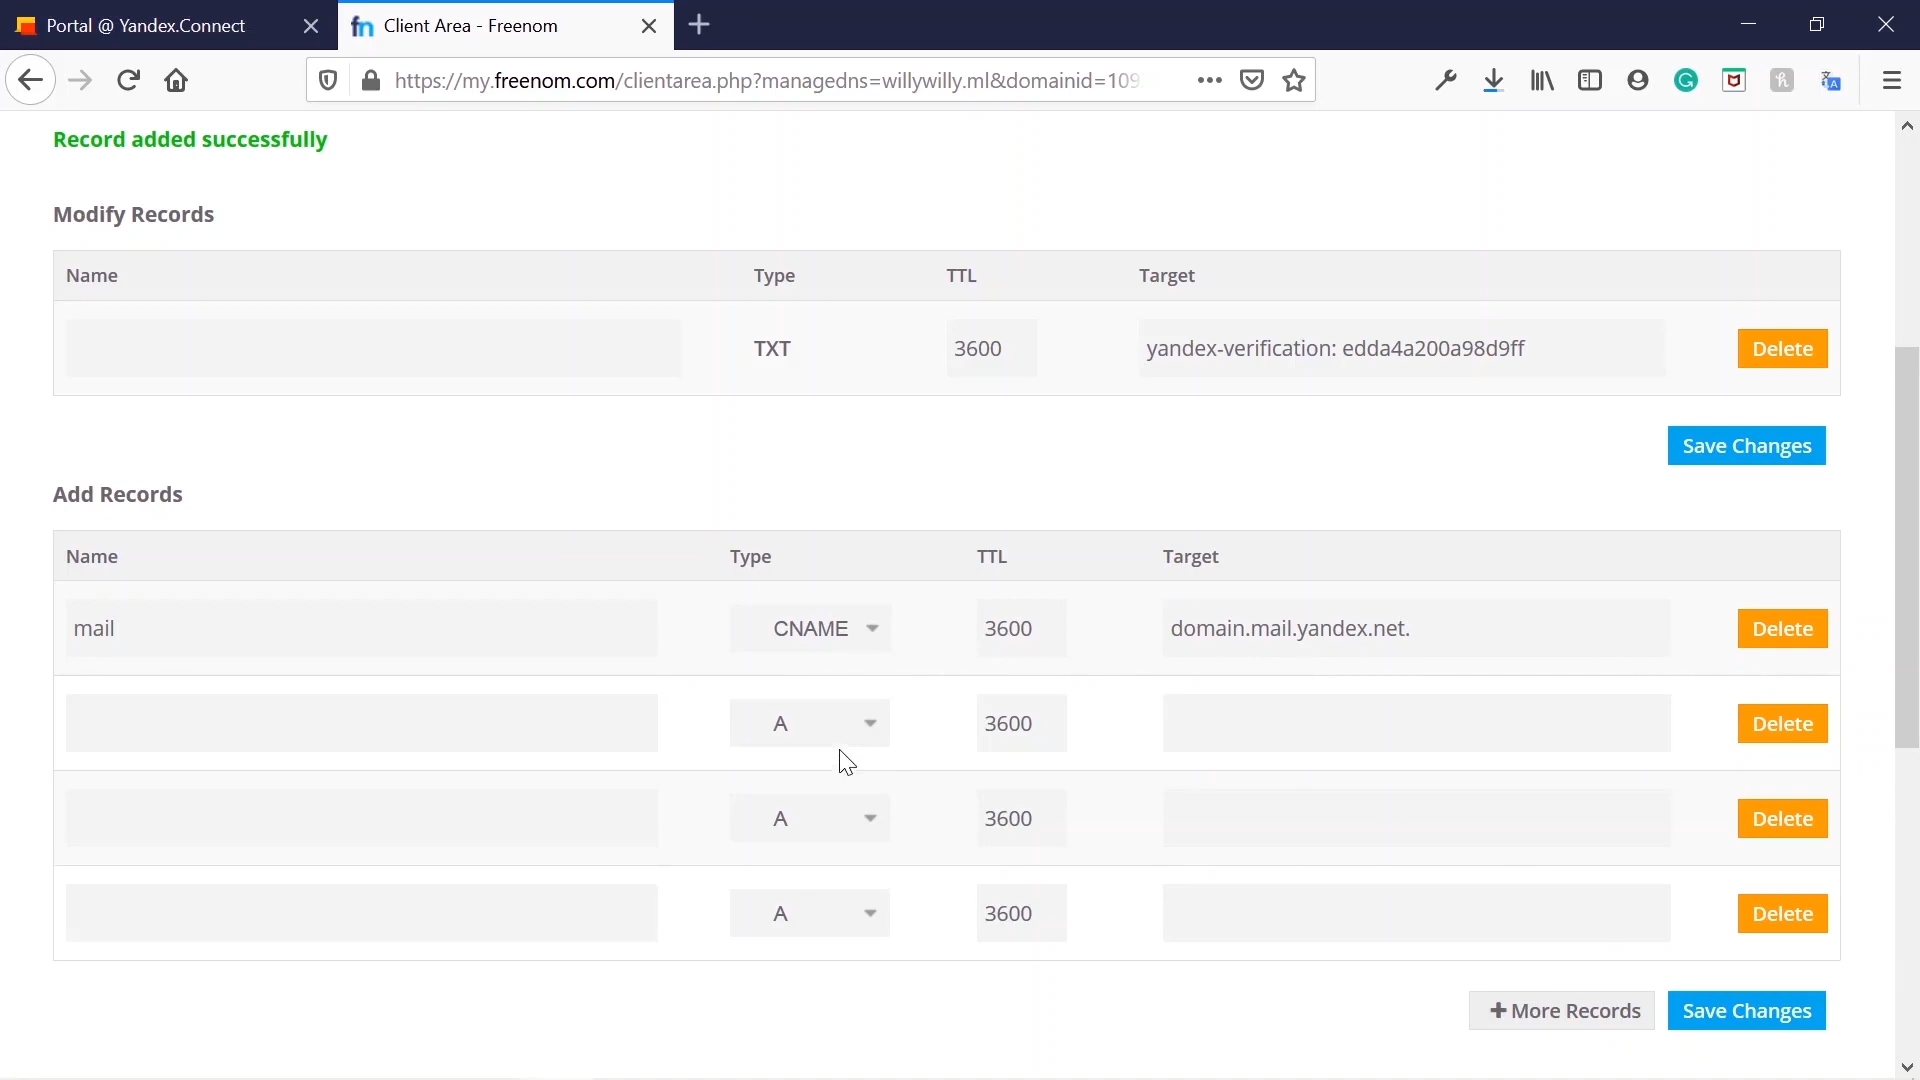 Portal @ Yandex.Connect
fn Client Area - Freenom
https://my.freenom.com/clientarea.php?managedns=willywilly.ml&domainid=109
Record added successfully
Modify Records
Name Type TTL Target
TXT 3600 yandex-verification: edda4a200a98d9ff Delete
Save Changes
Add Records
Name Type TTL Target
mail CNAME 3600 domain.mail.yandex.net. Delete
A 3600 Delete
A 3600 Delete
A 3600 Delete
+ More Records Save Changes